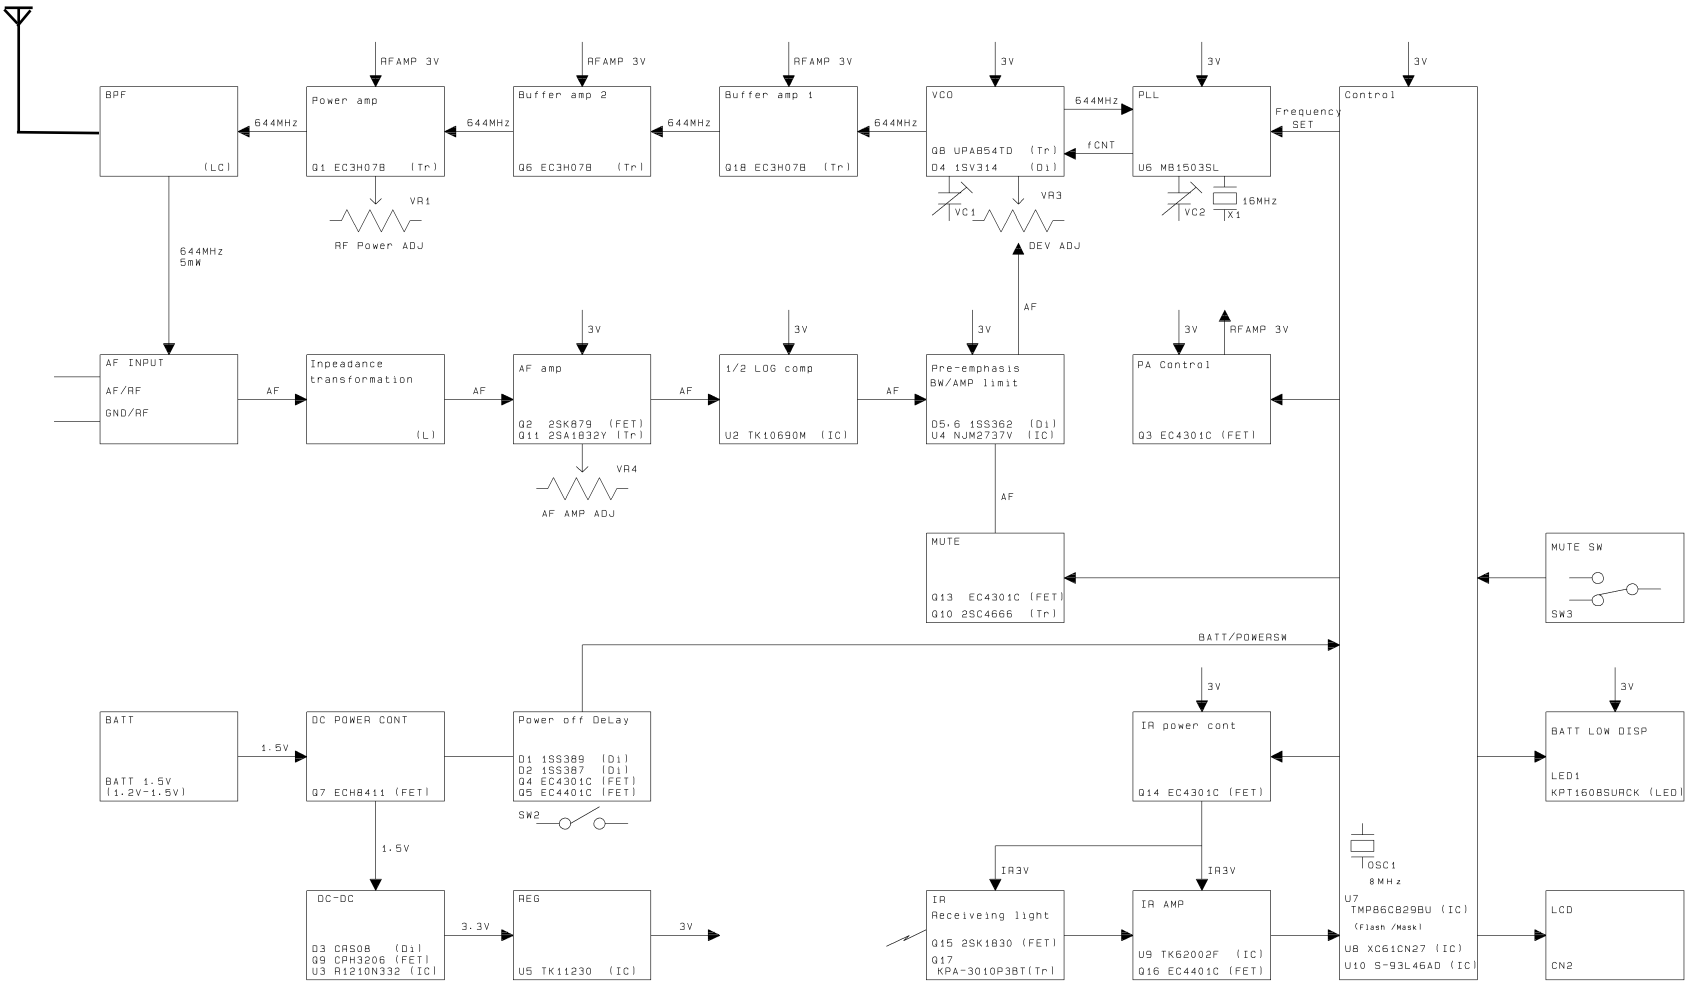 RFAMP 3V
RFAMP 3V
RFAMP 3V
3V
3V
3V
BPF
(LC)
644MHz
Power amp
Q1 EC3H07B (Tr)
644MHz
Buffer amp 2
Q6 EC3H07B (Tr)
644MHz
Buffer amp 1
Q18 EC3H07B (Tr)
644MHz
VCO
Q8 UPA854TD (Tr)
D4 1SV314 (Di)
644MHz
fCNT
PLL
U6 MB1503SL
Frequency
SET
Control
VR1
RF Power ADJ
VC1
VR3
DEV ADJ
VC2
X1
16MHz
644MHz
5mW
AF
3V
3V
3V
3V
RFAMP 3V
AF INPUT
AF/RF
GND/RF
AF
Inpeadance
transformation
(L)
AF
AF amp
Q2 2SK879 (FET)
Q11 2SA1832Y (Tr)
AF
1/2 LOG comp
U2 TK10690M (IC)
AF
Pre-emphasis
BW/AMP limit
D5,6 1SS362 (Di)
U4 NJM2737V (IC)
PA Control
Q3 EC4301C (FET)
VR4
AF AMP ADJ
AF
MUTE
Q13 EC4301C (FET)
Q10 2SC4666 (Tr)
MUTE SW
SW3
BATT/POWERSW
3V
3V
BATT
BATT 1.5V
(1.2V-1.5V)
1.5V
DC POWER CONT
Q7 ECH8411 (FET)
Power off DeLay
D1 1SS389 (Di)
D2 1SS387 (Di)
Q4 EC4301C (FET)
Q5 EC4401C (FET)
SW2
IR power cont
Q14 EC4301C (FET)
BATT LOW DISP
LED1
KPT1608SURCK (LED)
1.5V
IR3V
IR3V
OSC1
8MHz
DC-DC
D3 CRS08 (Di)
Q9 CPH3206 (FET)
U3 R1210N332 (IC)
3.3V
REG
U5 TK11230 (IC)
3V
IR
Receiveing light
Q15 2SK1830 (FET)
Q17
KPA-3010P3BT(Tr)
IR AMP
U9 TK62002F (IC)
Q16 EC4401C (FET)
U7
TMP86C829BU (IC)
(Flash /Mask)
U8 XC61CN27 (IC)
U10 S-93L46AD (IC)
LCD
CN2